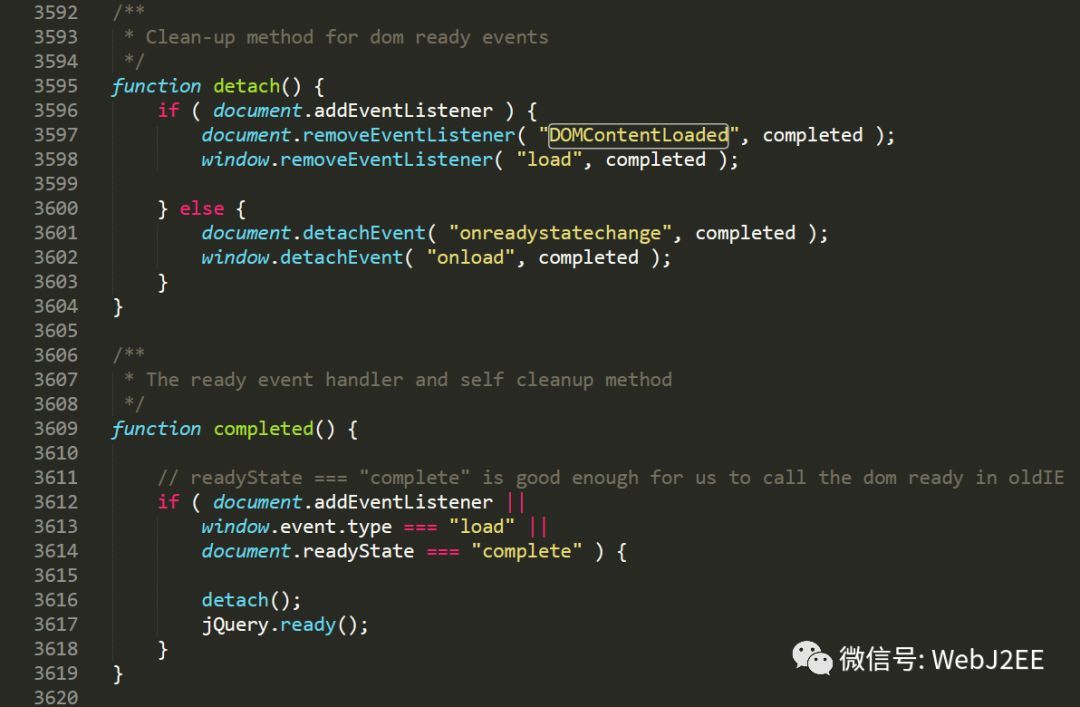 3592 /**
3593  * Clean-up method for dom ready events
3594  */
3595 function detach() {
3596     if ( document.addEventListener ) {
3597         document.removeEventListener( "DOMContentLoaded", completed );
3598         window.removeEventListener( "load", completed );
3599
3600     } else {
3601         document.detachEvent( "onreadystatechange", completed );
3602         window.detachEvent( "onload", completed );
3603     }
3604 }
3605
3606 /**
3607  * The ready event handler and self cleanup method
3608  */
3609 function completed() {
3610
3611     // readyState === "complete" is good enough for us to call the dom ready in oldIE
3612     if ( document.addEventListener ||
3613         window.event.type === "load" ||
3614         document.readyState === "complete" ) {
3615
3616         detach();
3617         jQuery.ready();
3618     }
3619 }
3620
微信号: WebJ2EE